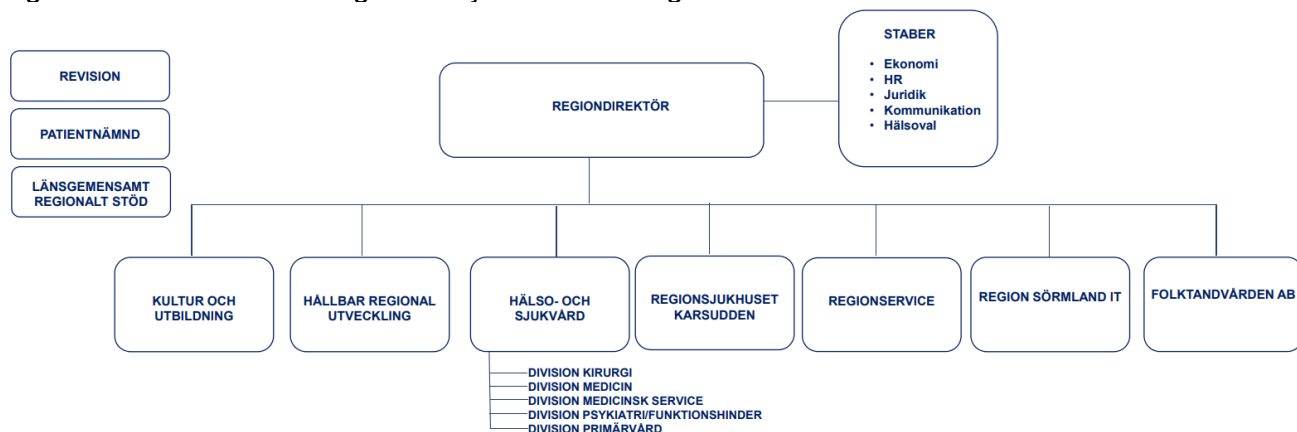 REVISION
PATIENTNÄMND
LÄNSGEMENSAMT
REGIONALT STÖD
REGIONDIREKTÖR
STABER
• Ekonomi
• HR
• Juridik
• Kommunikation
• Hälsoval
KULTUR OCH
UTBILDNING
HÅLLBAR REGIONAL
UTVECKLING
HÄLSO- OCH
SJUKVÅRD
REGIONSJUKHUSET
KARSUDDEN
REGIONSERVICE
REGION SÖRMLAND IT
FOLKTANDVÅRDEN AB
DIVISION KIRURGI
DIVISION MEDICIN
DIVISION MEDICINSK SERVICE
DIVISION PSYKIATRI/FUNKTIONSHINDER
DIVISION PRIMÄRVÅRD